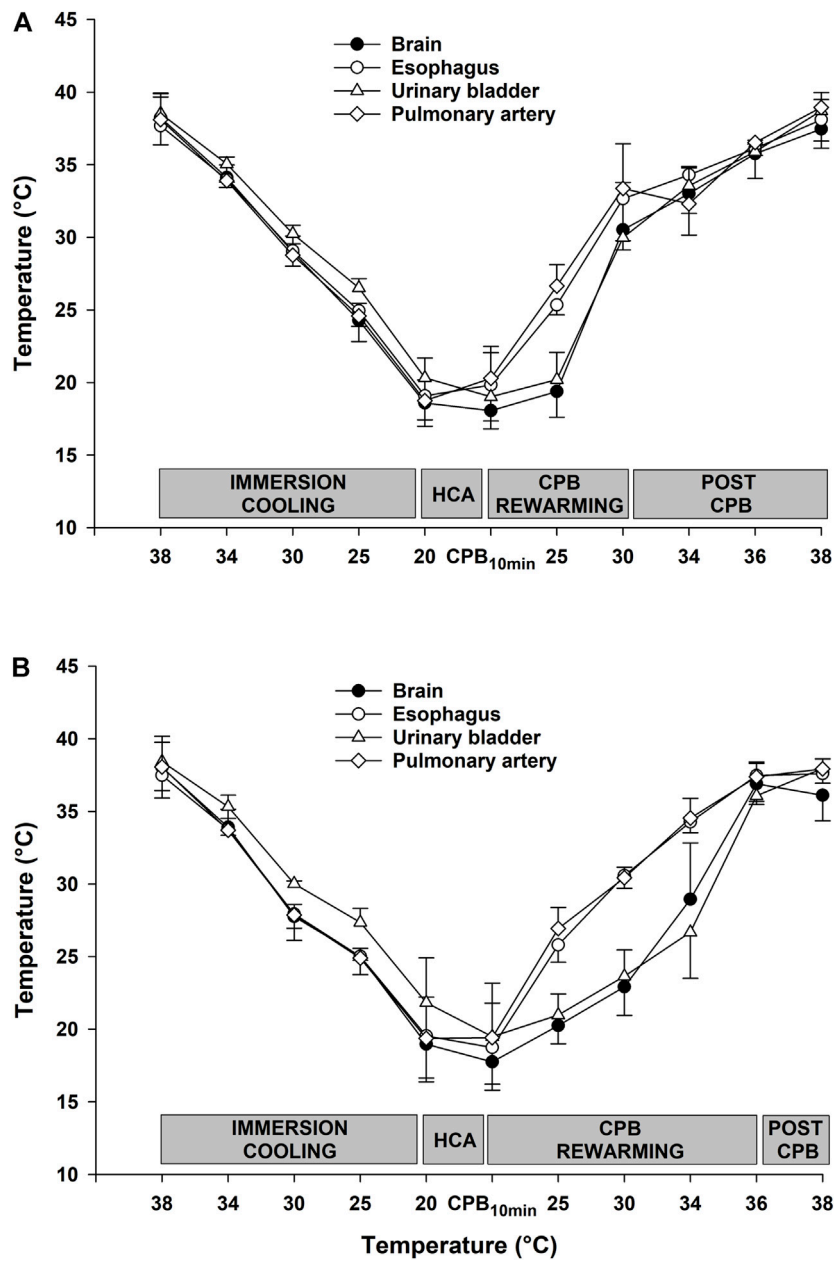 A
45
40
35
30
25
20
15
10
Temperature (°C)
Brain
Esophagus
Urinary bladder
Pulmonary artery
IMMERSION COOLING
HCA
CPB REWARMING
POST CPB
38 34 30 25 20 CPB10min 25 30 34 36 38
B
45
40
35
30
25
20
15
10
Temperature (°C)
Brain
Esophagus
Urinary bladder
Pulmonary artery
IMMERSION COOLING
HCA
CPB REWARMING
POST CPB
38 34 30 25 20 CPB10min 25 30 34 36 38
Temperature (°C)